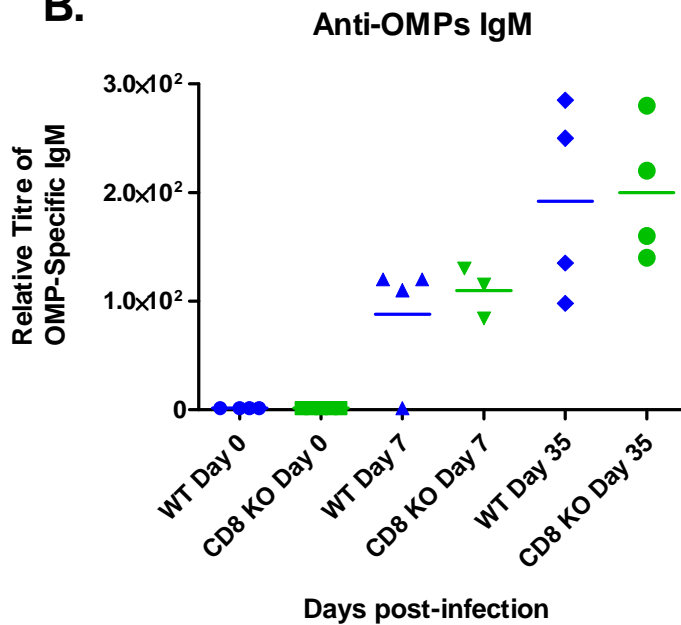 B.
Anti-OMPs IgM
Relative Titre of
OMP-Specific IgM
3.0×10²
2.0×10²
1.0×10²
0
WT Day 0
CD8 KO Day 0
WT Day 7
CD8 KO Day 7
WT Day 35
CD8 KO Day 35
Days post-infection